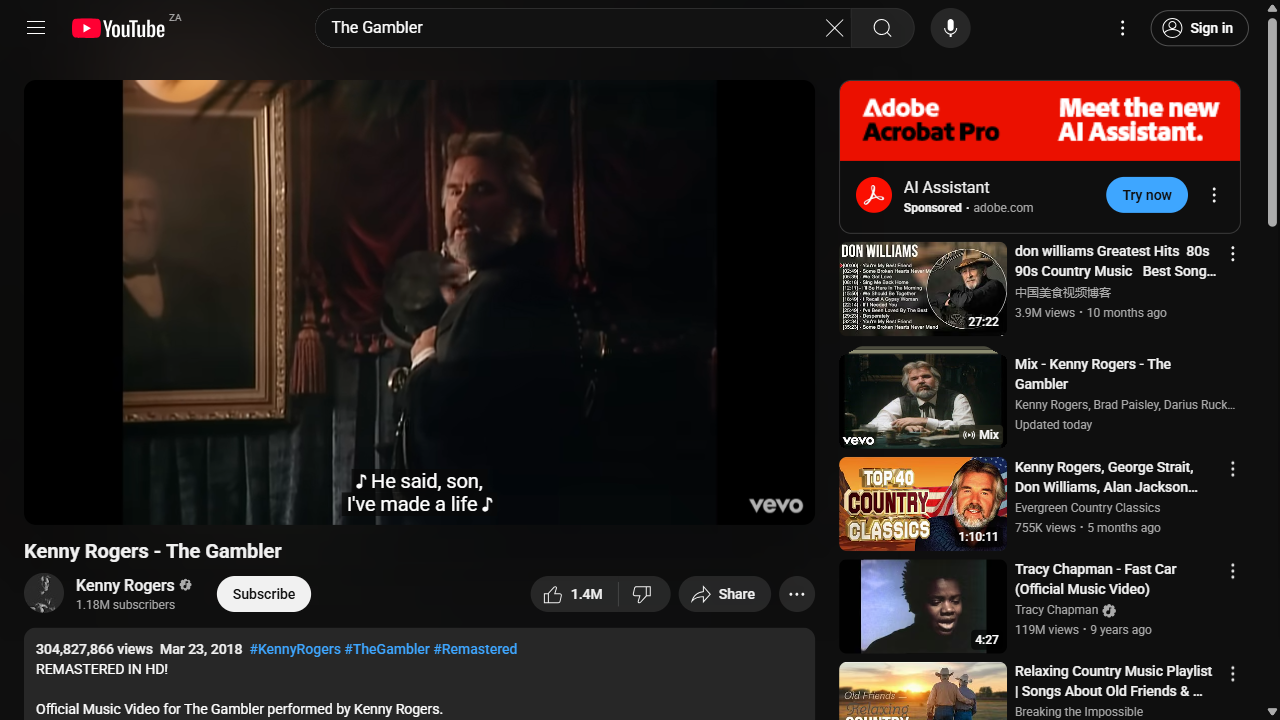 YouTube ZA
The Gambler
Sign in
♪ He said, son,
I've made a life ♪
vevo
Kenny Rogers - The Gambler
Kenny Rogers
1.18M subscribers
Subscribe
1.4M
Share
304,827,866 views Mar 23, 2018 #KennyRogers #TheGambler #Remastered
REMASTERED IN HD!
Official Music Video for The Gambler performed by Kenny Rogers.
Adobe
Acrobat Pro
Meet the new
AI Assistant.
AI Assistant
Sponsored · adobe.com
Try now
DON WILLIAMS
27:22
don williams Greatest Hits 80s
90s Country Music Best Song...
中国美食视频博客
3.9M views · 10 months ago
vevo
Mix
Mix - Kenny Rogers - The
Gambler
Kenny Rogers, Brad Paisley, Darius Ruck...
Updated today
TOP 40
COUNTRY
CLASSICS
1:10:11
Kenny Rogers, George Strait,
Don Williams, Alan Jackson...
Evergreen Country Classics
755K views · 5 months ago
4:27
Tracy Chapman - Fast Car
(Official Music Video)
Tracy Chapman
119M views · 9 years ago
Old Friends
Relaxing
COUNTRY
Relaxing Country Music Playlist
| Songs About Old Friends & ...
Breaking the Impossible